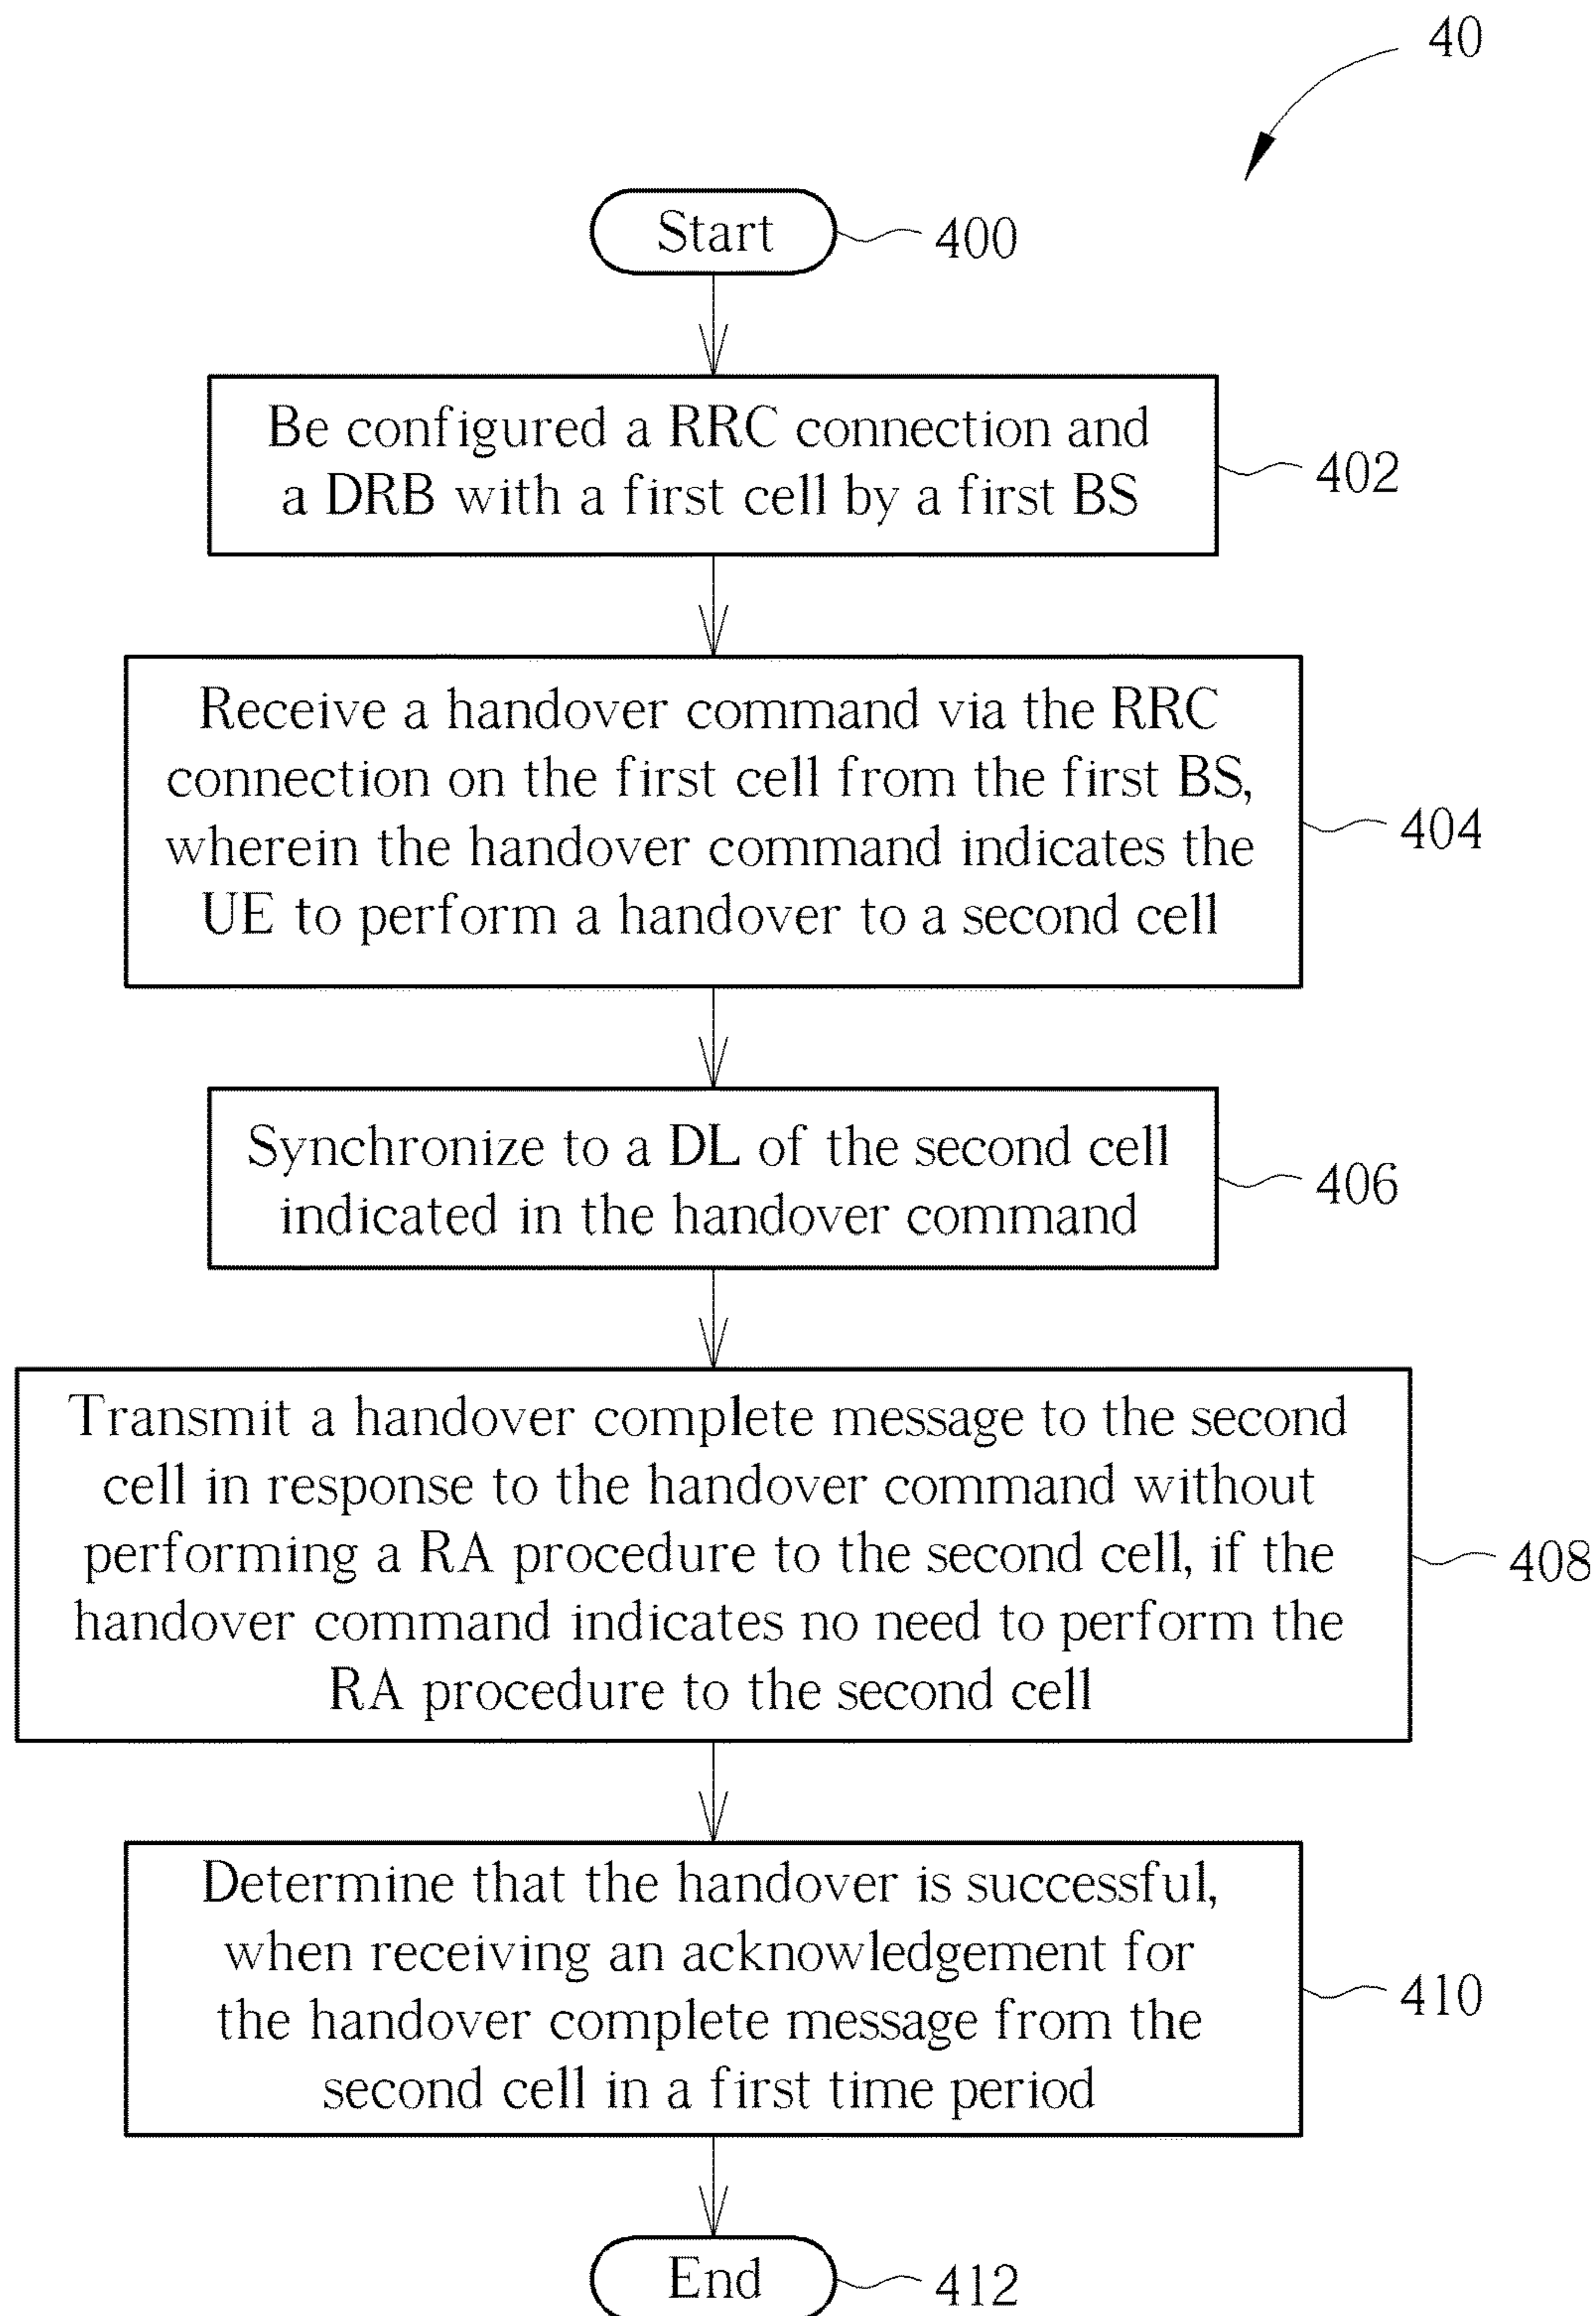 40
Start
400
Be configured a RRC connection and
a DRB with a first cell by a first BS
402
Receive a handover command via the RRC
connection on the first cell from the first BS,
wherein the handover command indicates the
UE to perform a handover to a second cell
404
Synchronize to a DL of the second cell
indicated in the handover command
406
Transmit a handover complete message to the second
cell in response to the handover command without
performing a RA procedure to the second cell, if the
handover command indicates no need to perform the
RA procedure to the second cell
408
Determine that the handover is successful,
when receiving an acknowledgement for
the handover complete message from the
second cell in a first time period
410
End
412